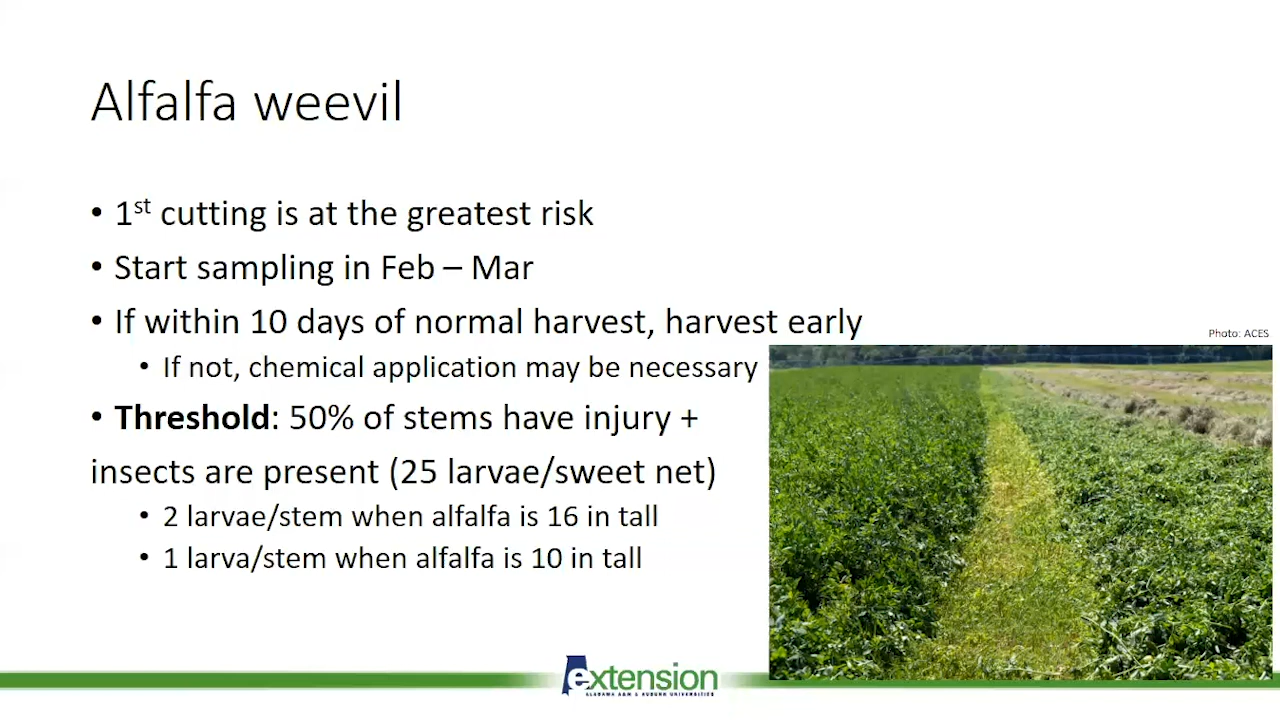 Alfalfa weevil
• 1st cutting is at the greatest risk
• Start sampling in Feb – Mar
• If within 10 days of normal harvest, harvest early
• If not, chemical application may be necessary
Photo: ACES
• Threshold: 50% of stems have injury +
insects are present (25 larvae/sweet net)
• 2 larvae/stem when alfalfa is 16 in tall
• 1 larva/stem when alfalfa is 10 in tall
extension
ALABAMA A&M & AUBURN UNIVERSITIES